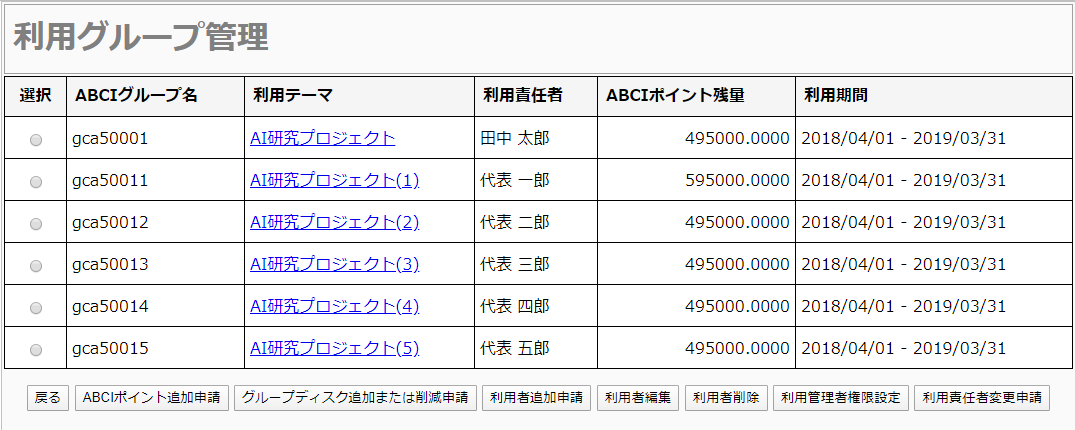 利用グループ管理
選択 ABCIグループ名 利用テーマ 利用責任者 ABCIポイント残量 利用期間
gca50001 AI研究プロジェクト 田中 太郎 495000.0000 2018/04/01 - 2019/03/31
gca50011 AI研究プロジェクト(1) 代表 一郎 595000.0000 2018/04/01 - 2019/03/31
gca50012 AI研究プロジェクト(2) 代表 二郎 495000.0000 2018/04/01 - 2019/03/31
gca50013 AI研究プロジェクト(3) 代表 三郎 495000.0000 2018/04/01 - 2019/03/31
gca50014 AI研究プロジェクト(4) 代表 四郎 495000.0000 2018/04/01 - 2019/03/31
gca50015 AI研究プロジェクト(5) 代表 五郎 495000.0000 2018/04/01 - 2019/03/31
戻る ABCIポイント追加申請 グループディスク追加または削減申請 利用者追加申請 利用者編集 利用者削除 利用管理者権限設定 利用責任者変更申請